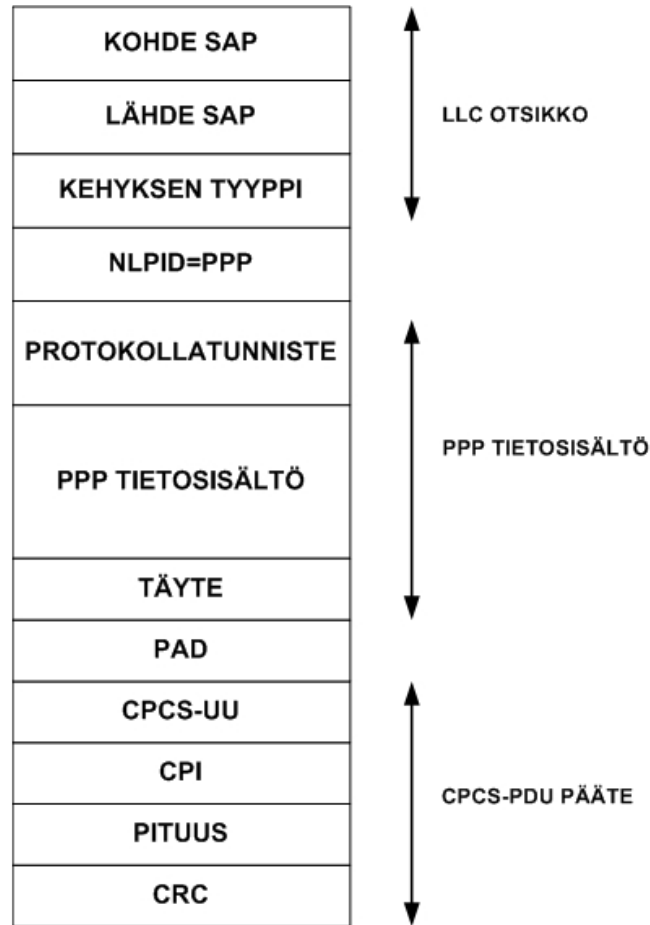 KOHDE SAP
LÄHDE SAP
LLC OTSIKKO
KEHYKSEN TYYPPI
NLPID=PPP
PROTOKOLLATUNNISTE
PPP TIETOSISÄLTÖ
PPP TIETOSISÄLTÖ
TÄYTE
PAD
CPCS-UU
CPI
CPCS-PDU PÄÄTE
PITUUS
CRC